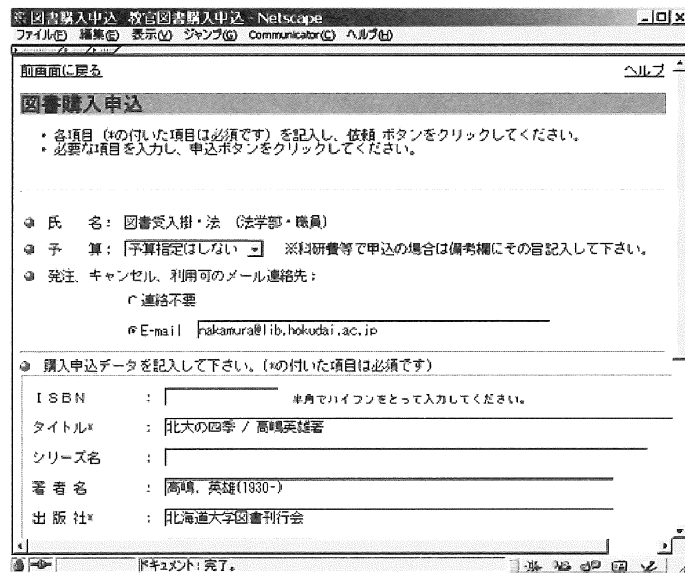 図書購入申込 教官図書購入申込 - Netscape
ファイル(F) 編集(E) 表示(V) ジャンプ(G) Communicator(C) ヘルプ(H)
前画面に戻る ヘルプ
図書購入申込
・ 各項目 (*の付いた項目は必須です) を記入し、依頼 ボタンをクリックしてください。
・ 必要な項目を入力し、申込ボタンをクリックしてください。
氏 名: 図書受入掛・法 (法学部・職員)
予 算: 予算指定はしない ※科研費等で申込の場合は備考欄にその旨記入して下さい。
発注、キャンセル、利用可のメール連絡先:
連絡不要
E-mail nakamura@lib.hokudai.ac.jp
購入申込データを記入して下さい。(*の付いた項目は必須です)
ISBN : 半角でハイフンをとって入力してください。
タイトル* : 北大の四季 / 高嶋英雄著
シリーズ名 :
著者名 : 高嶋, 英雄(1930-)
出版社* : 北海道大学図書刊行会
ドキュメント: 完了。